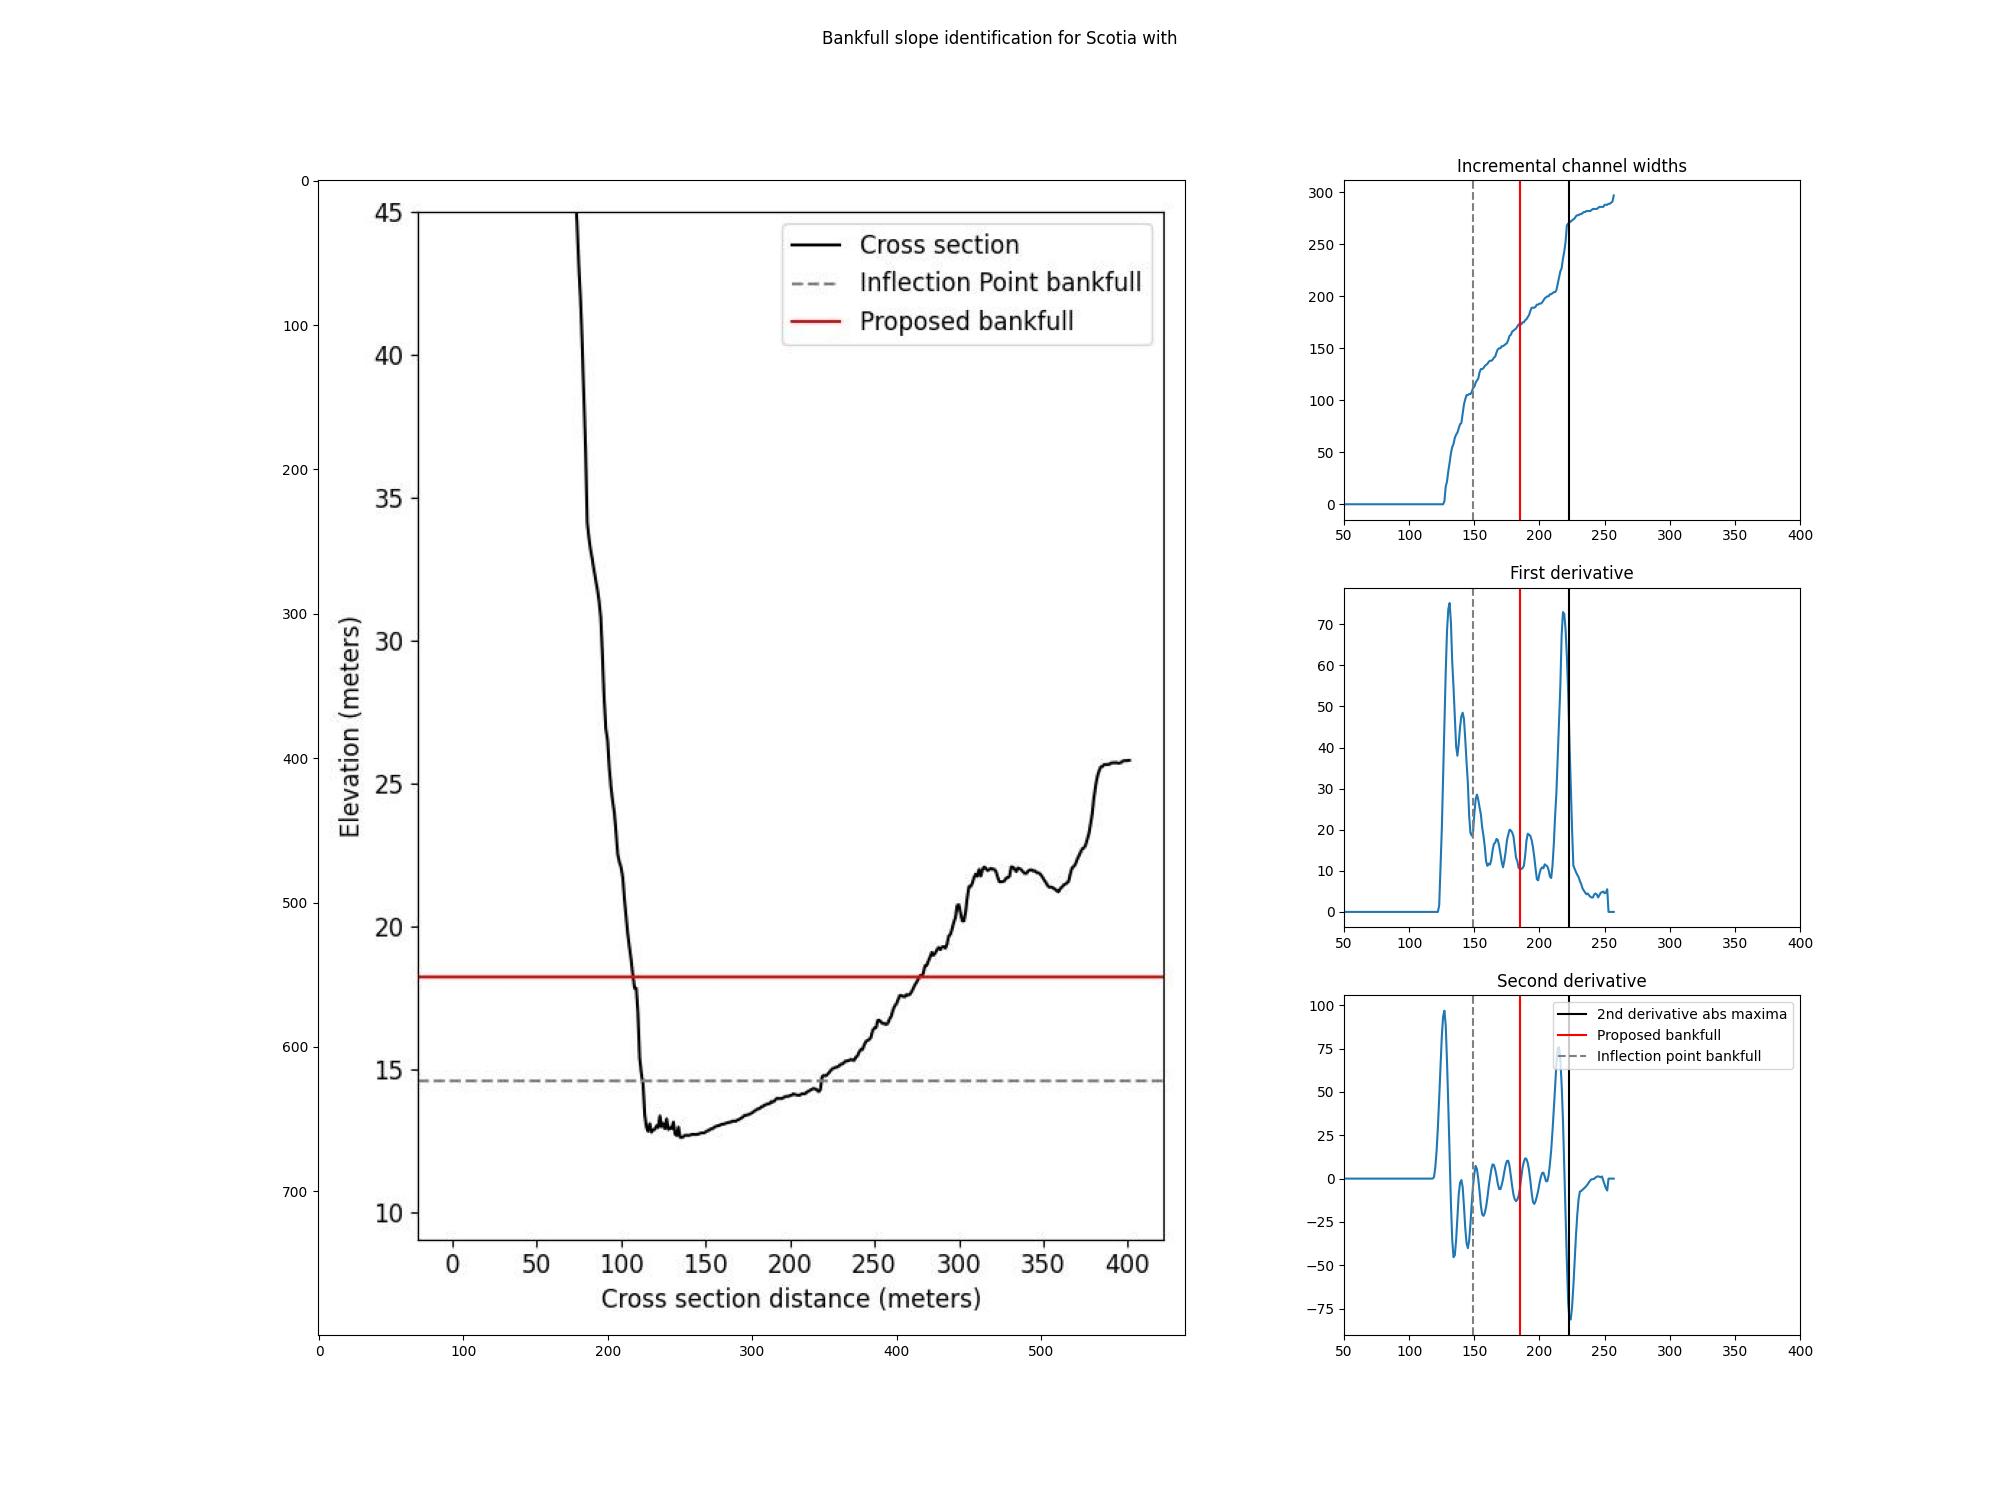 Bankfull slope identification for Scotia with
0
100
200
300
400
500
600
700
0 100 200 300 400 500
45
40
35
30
25
20
15
10
Elevation (meters)
Cross section
Inflection Point bankfull
Proposed bankfull
0 50 100 150 200 250 300 350 400
Cross section distance (meters)
Incremental channel widths
300
250
200
150
100
50
0
50 100 150 200 250 300 350 400
First derivative
70
60
50
40
30
20
10
0
50 100 150 200 250 300 350 400
Second derivative
100
75
50
25
0
−25
−50
−75
2nd derivative abs maxima
Proposed bankfull
Inflection point bankfull
50 100 150 200 250 300 350 400